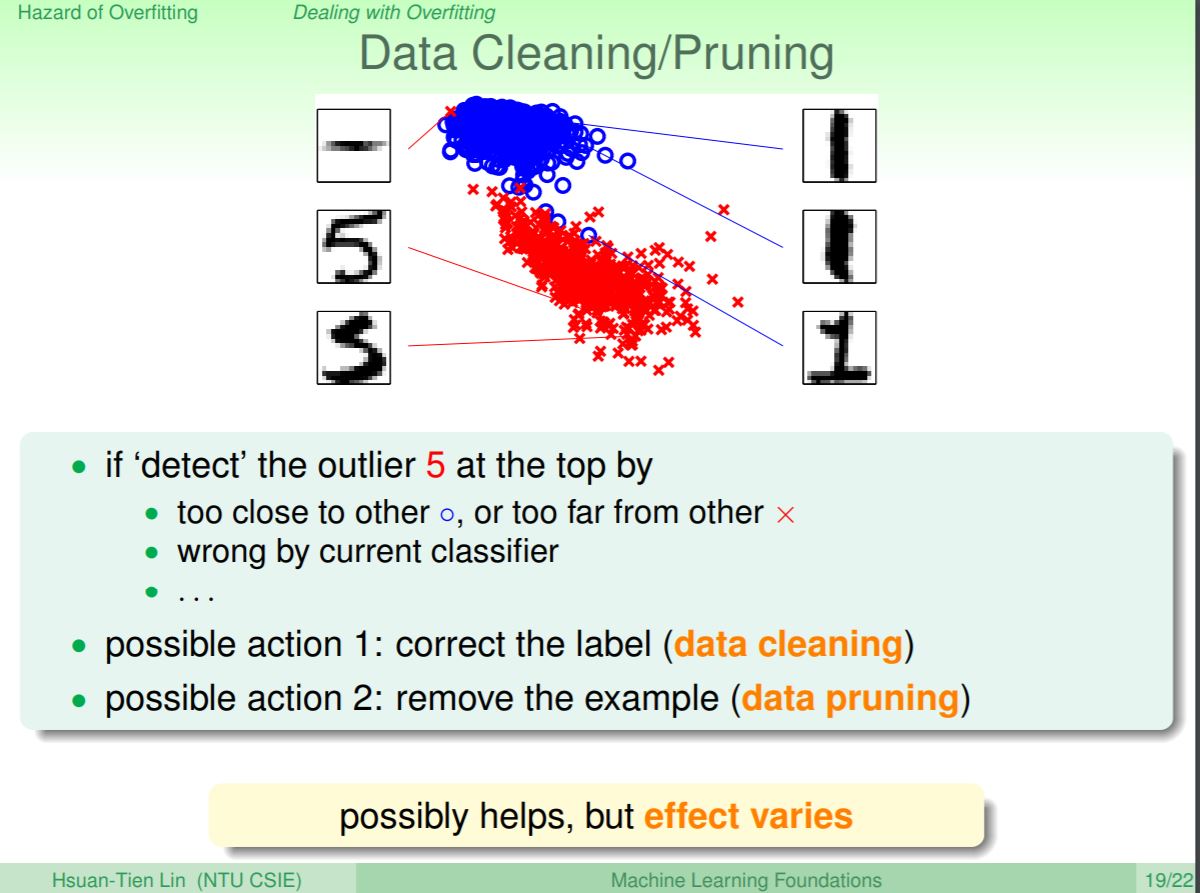 Hazard of Overfitting Dealing with Overfitting
Data Cleaning/Pruning
• if ‘detect’ the outlier 5 at the top by
• too close to other ○, or too far from other ×
• wrong by current classifier
• . . .
• possible action 1: correct the label (data cleaning)
• possible action 2: remove the example (data pruning)
possibly helps, but effect varies
Hsuan-Tien Lin (NTU CSIE) Machine Learning Foundations 19/22